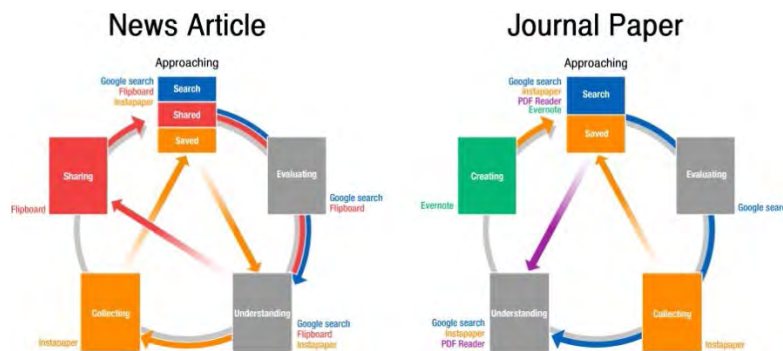 News Article
Approaching
Google search
Flipboard
Instapaper
Search
Shared
Saved
Sharing
Flipboard
Evaluating
Google search
Flipboard
Collecting
Instapaper
Understanding
Google search
Flipboard
Instapaper
Journal Paper
Approaching
Google search
Instapaper
PDF Reader
Evernote
Search
Saved
Creating
Evernote
Evaluating
Google search
Understanding
Google search
Instapaper
PDF Reader
Collecting
Instapaper